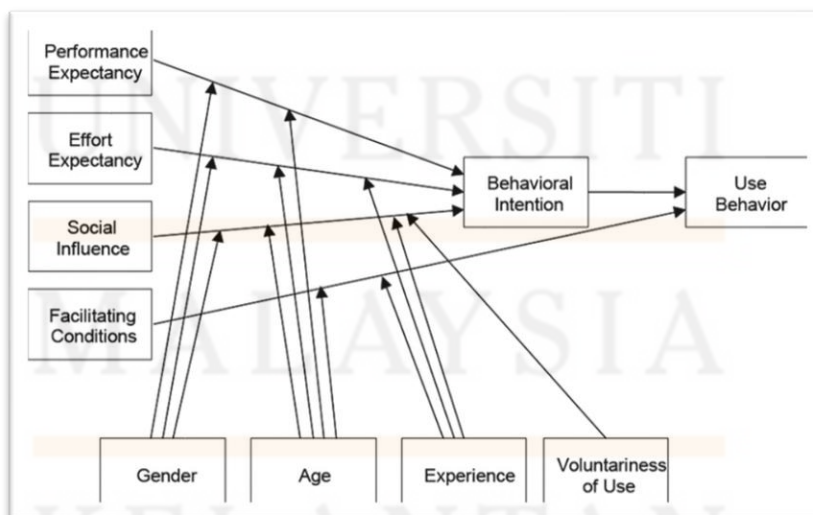 UNIVERSITI
Performance
Expectancy
Effort
Expectancy
Behavioral
Intention
Use
Behavior
Social
Influence
MALAYSIA
Facilitating
Conditions
Gender
Age
Experience
Voluntariness
of Use
KELANTAN